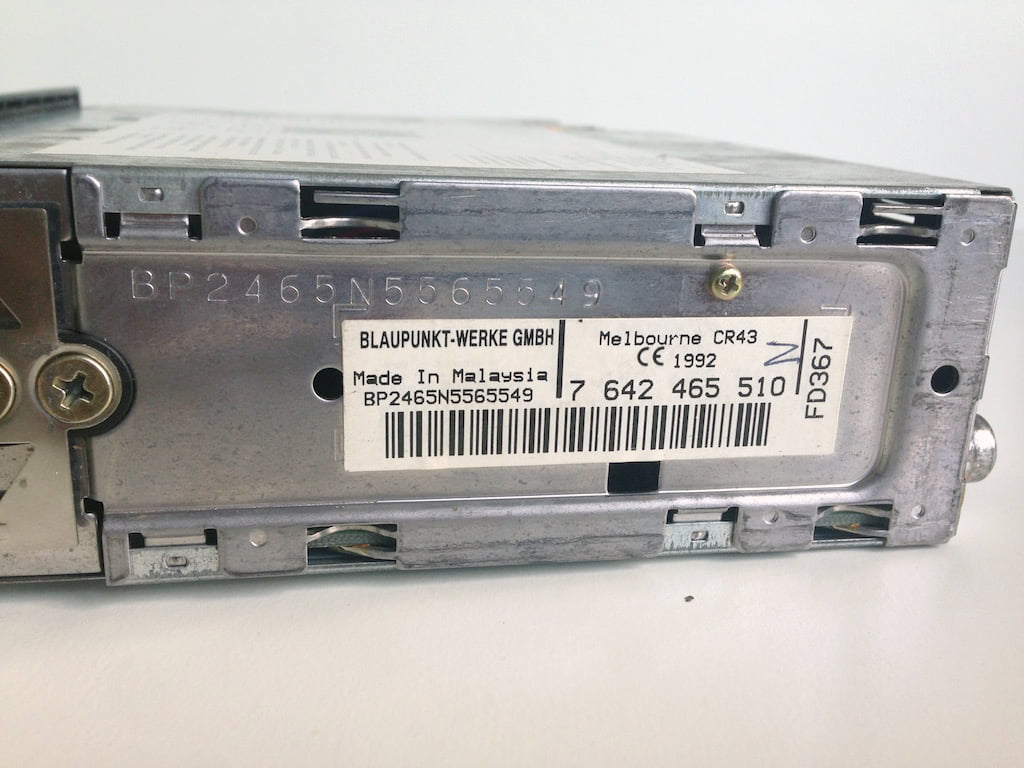 BP2465N5565549
BLAUPUNKT-WERKE GMBH
Made In Malaysia
BP2465N5565549
Melbourne CR43
CE 1992
N
7 642 465 510
FD367